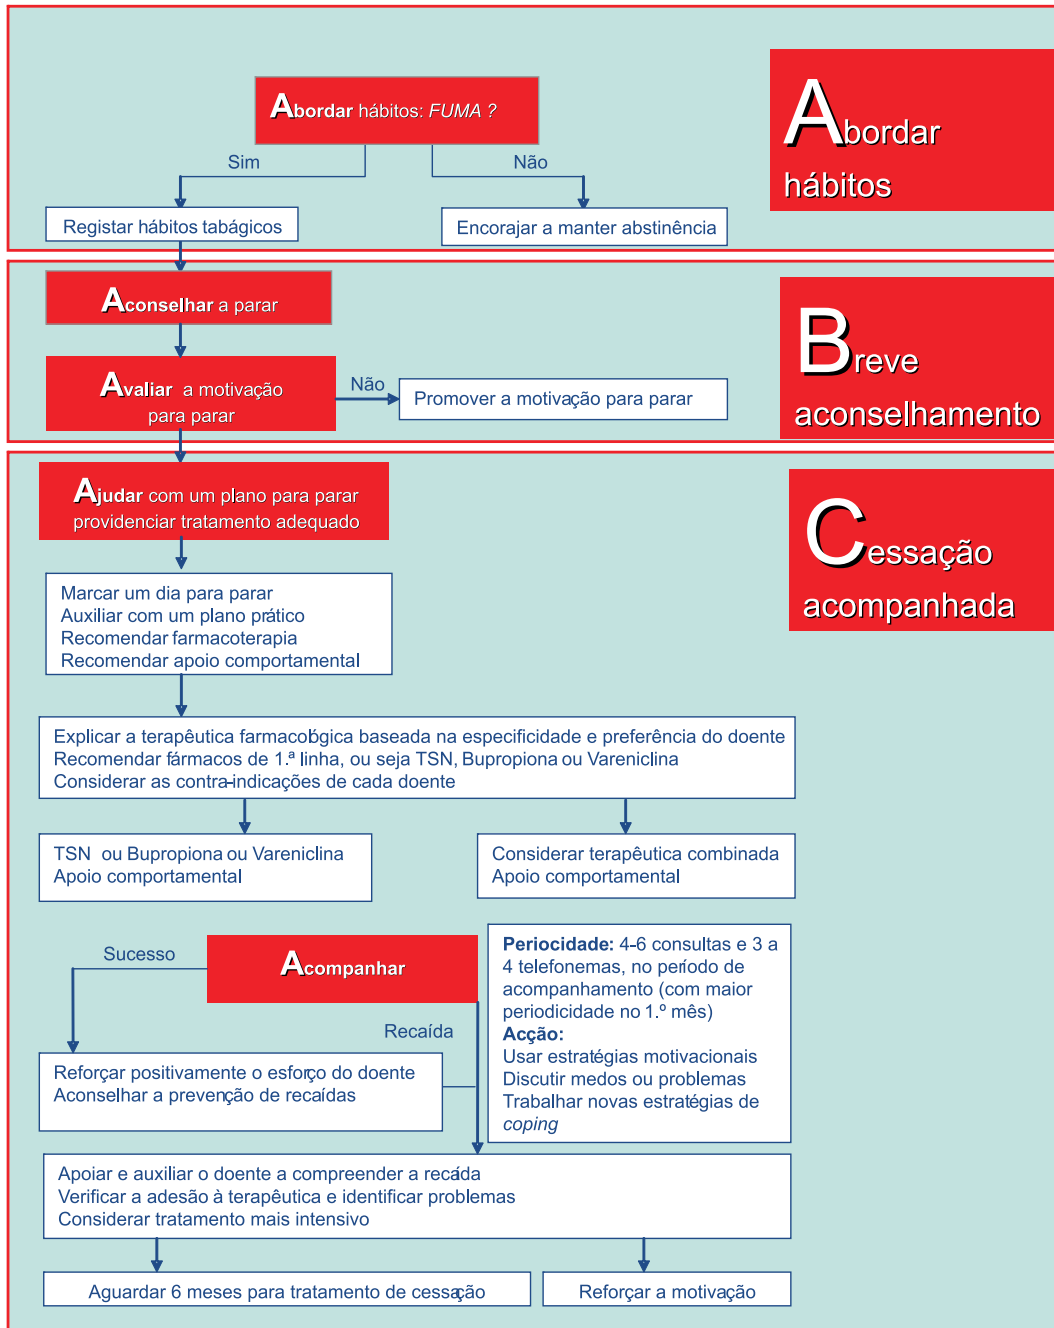 Abordar hábitos: FUMA ?
Abordar
hábitos
Sim
Não
Registar hábitos tabágicos
Encorajar a manter abstinência
Aconselhar a parar
Breve
aconselhamento
Avaliar a motivação
para parar
Não
Promover a motivação para parar
Ajudar com um plano para parar
providenciar tratamento adequado
Cessação
acompanhada
Marcar um dia para parar
Auxiliar com um plano prático
Recomendar farmacoterapia
Recomendar apoio comportamental
Explicar a terapêutica farmacológica baseada na especificidade e preferência do doente
Recomendar fármacos de 1.ª linha, ou seja TSN, Bupropiona ou Vareniclina
Considerar as contra-indicações de cada doente
TSN ou Bupropiona ou Vareniclina
Apoio comportamental
Considerar terapêutica combinada
Apoio comportamental
Sucesso
Acompanhar
Recaída
Periocidade: 4-6 consultas e 3 a
4 telefonemas, no período de
acompanhamento (com maior
periodicidade no 1.º mês)
Acção:
Usar estratégias motivacionais
Discutir medos ou problemas
Trabalhar novas estratégias de
coping
Reforçar positivamente o esforço do doente
Aconselhar a prevenção de recaídas
Apoiar e auxiliar o doente a compreender a recaída
Verificar a adesão à terapêutica e identificar problemas
Considerar tratamento mais intensivo
Aguardar 6 meses para tratamento de cessação
Reforçar a motivação